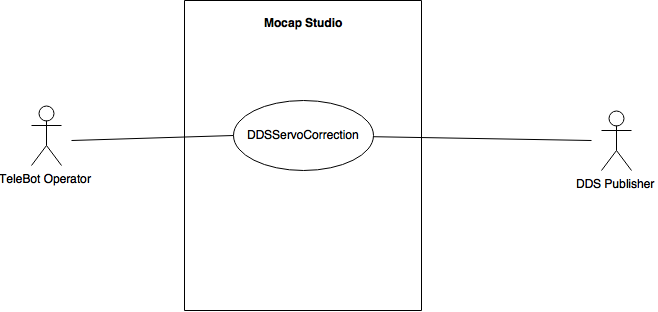 Mocap Studio
DDSServoCorrection
TeleBot Operator
DDS Publisher